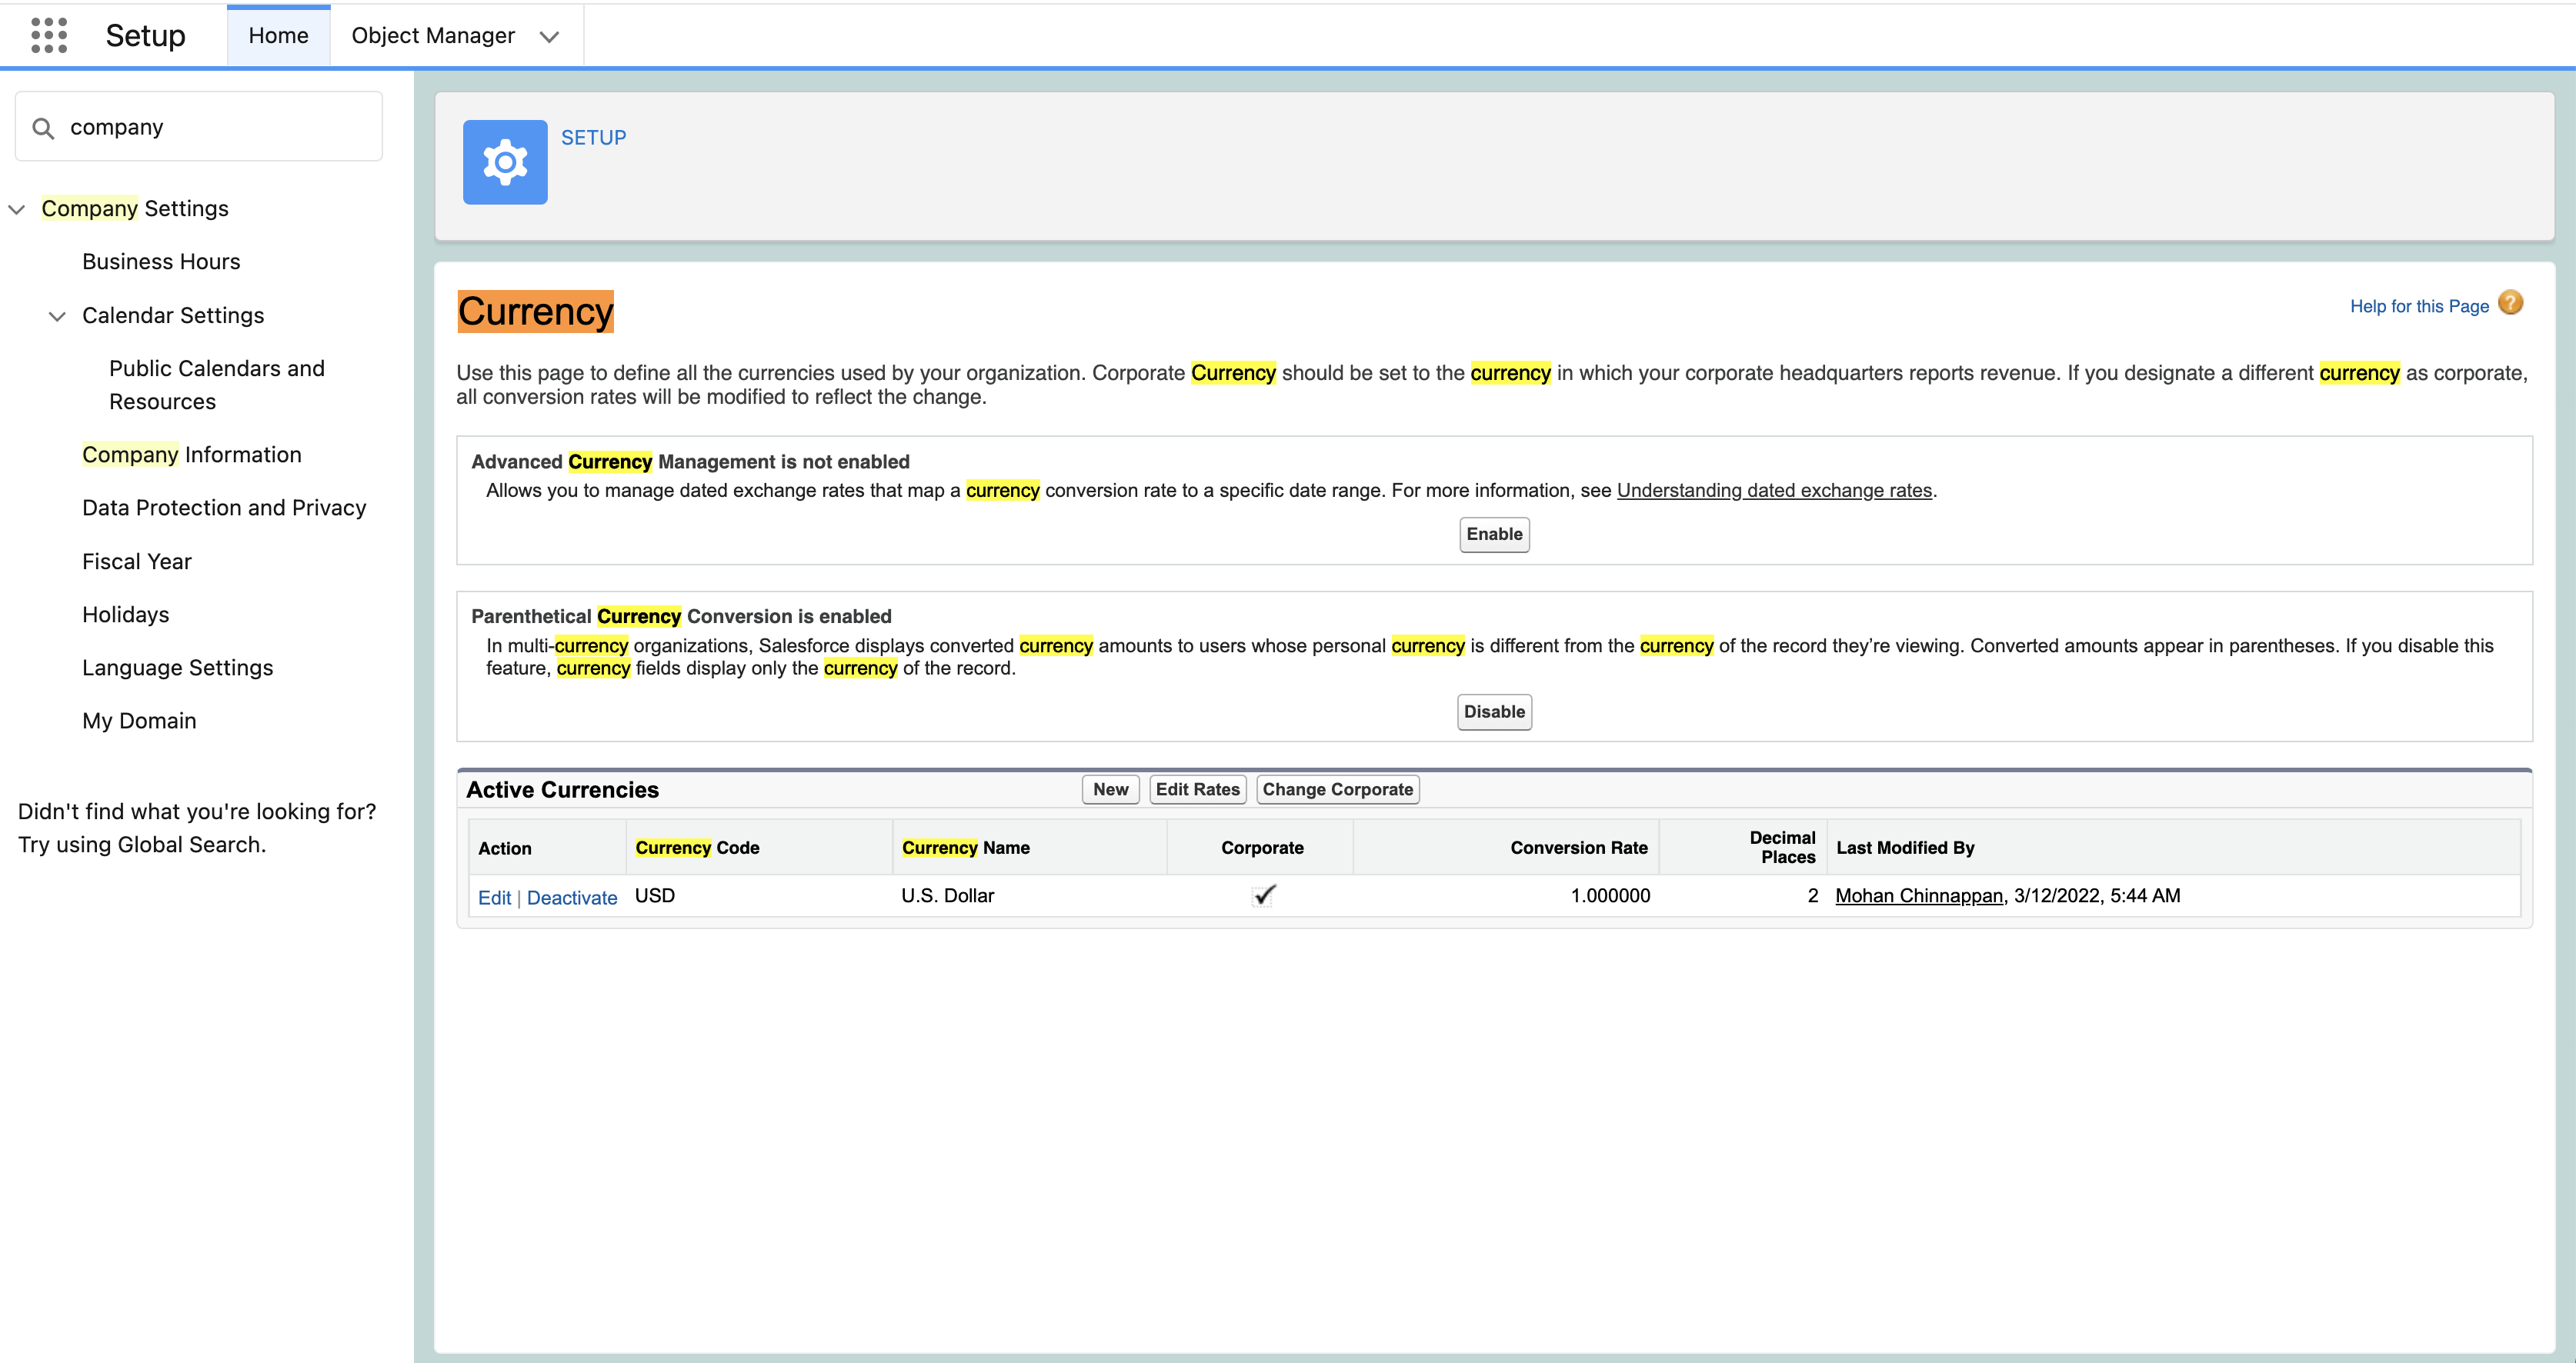 Setup
Home
Object Manager
company
Company Settings
Business Hours
Calendar Settings
Public Calendars and
Resources
Company Information
Data Protection and Privacy
Fiscal Year
Holidays
Language Settings
My Domain
Didn't find what you're looking for?
Try using Global Search.
SETUP
Currency
Help for this Page ?
Use this page to define all the currencies used by your organization. Corporate Currency should be set to the currency in which your corporate headquarters reports revenue. If you designate a different currency as corporate,
all conversion rates will be modified to reflect the change.
Advanced Currency Management is not enabled
Allows you to manage dated exchange rates that map a currency conversion rate to a specific date range. For more information, see Understanding dated exchange rates.
Enable
Parenthetical Currency Conversion is enabled
In multi-currency organizations, Salesforce displays converted currency amounts to users whose personal currency is different from the currency of the record they’re viewing. Converted amounts appear in parentheses. If you disable this
feature, currency fields display only the currency of the record.
Disable
Active Currencies New Edit Rates Change Corporate
Action Currency Code Currency Name Corporate Conversion Rate Decimal Places Last Modified By
Edit | Deactivate USD U.S. Dollar 1.000000 2 Mohan Chinnappan, 3/12/2022, 5:44 AM